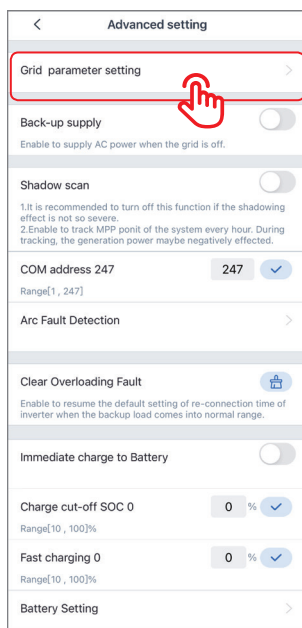 Advanced setting
Grid  parameter setting
Back-up supply
Enable to supply AC power when the grid is off.
Shadow scan
1.It is recommended to turn off this function if the shadowing
effect is not so severe.
2.Enable to track MPP ponit of the system every hour. During
tracking, the generation power maybe negatively effected.
COM address 247
247
Range[1 , 247]
Arc Fault Detection
Clear Overloading Fault
Enable to resume the default setting of re-connection time of
inverter when the backup load comes into normal range.
Immediate charge to Battery
Charge cut-off SOC 0
0 %
Range[10 , 100]%
Fast charging 0
0 %
Range[10 , 100]%
Battery Setting